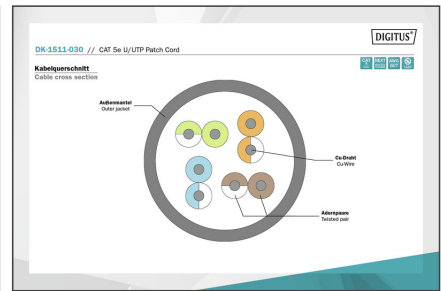 DIGITUS®
DK-1511-030 // CAT 5e U/UTP Patch Cord
Kabelquerschnitt
Cable cross section
Außenmantel
Outer jacket
Cu-Draht
Cu-Wire
Adernpaare
Twisted pair